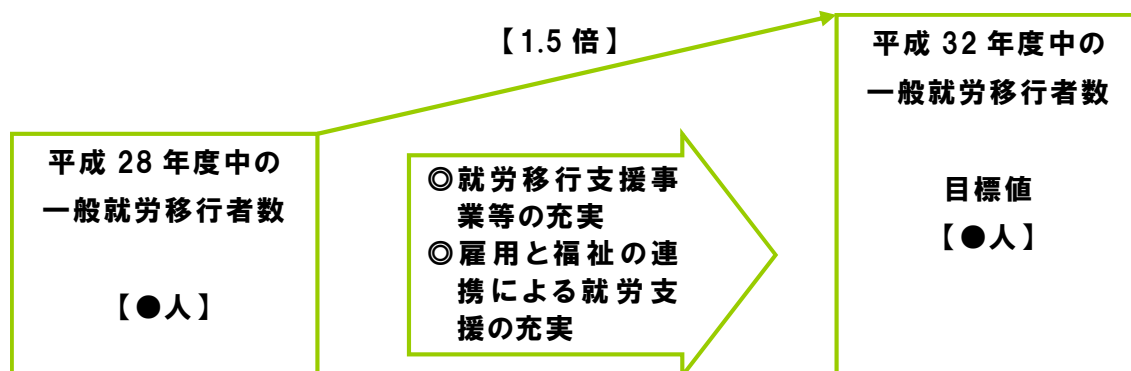 【1.5 倍】
平成 28 年度中の
一般就労移行者数
【●人】
◎就労移行支援事
業等の充実
◎雇用と福祉の連
携による就労支
援の充実
平成 32 年度中の
一般就労移行者数
目標値
【●人】